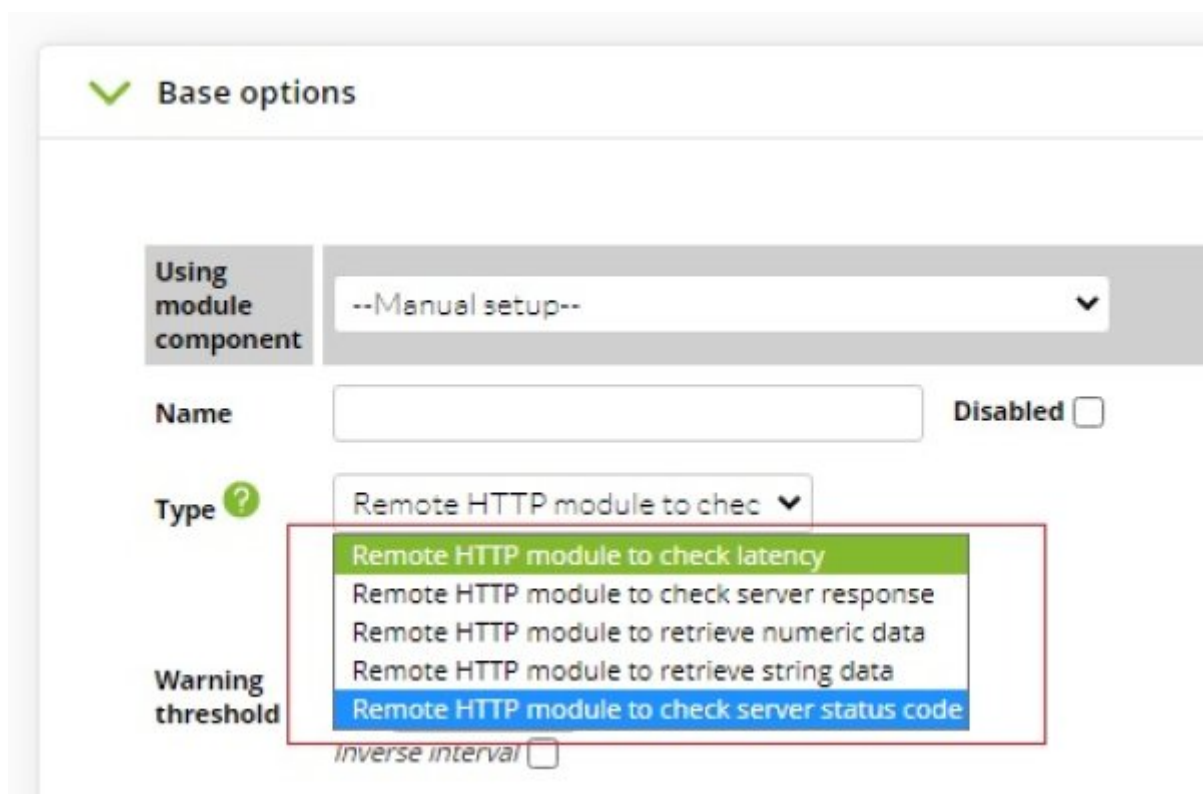 Base options
Using
module
component
--Manual setup--
Name
Disabled
Type ?
Remote HTTP module to chec
Remote HTTP module to check latency
Remote HTTP module to check server response
Remote HTTP module to retrieve numeric data
Remote HTTP module to retrieve string data
Remote HTTP module to check server status code
Warning
threshold
Inverse interval